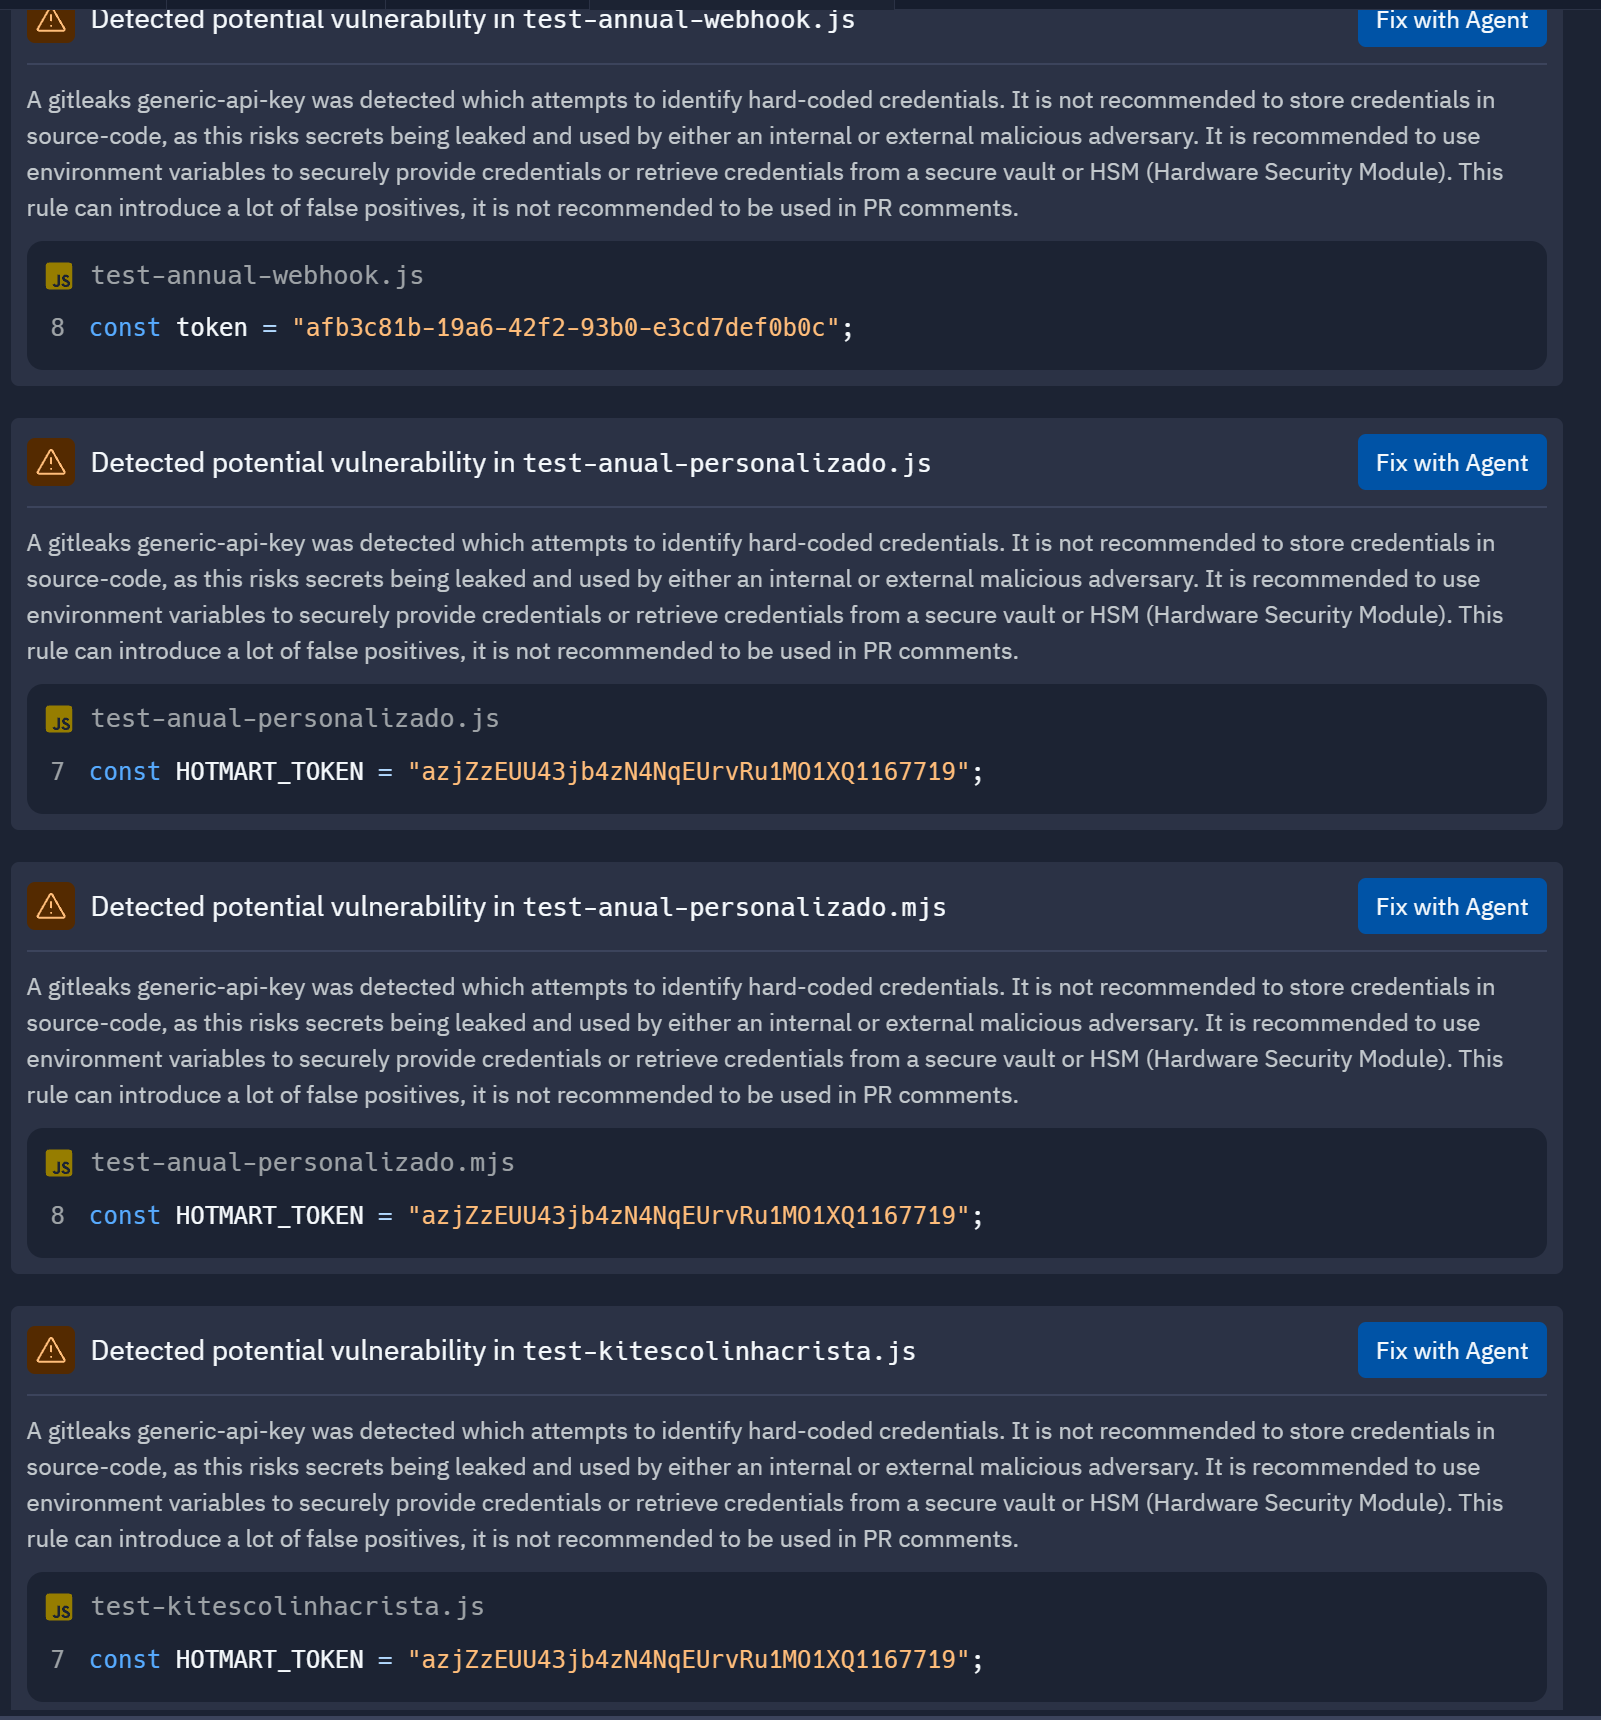 Detected potential vulnerability in test-annual-webhook.js
Fix with Agent
A gitleaks generic-api-key was detected which attempts to identify hard-coded credentials. It is not recommended to store credentials in
source-code, as this risks secrets being leaked and used by either an internal or external malicious adversary. It is recommended to use
environment variables to securely provide credentials or retrieve credentials from a secure vault or HSM (Hardware Security Module). This
rule can introduce a lot of false positives, it is not recommended to be used in PR comments.
JS test-annual-webhook.js
8 const token = "afb3c81b-19a6-42f2-93b0-e3cd7def0b0c";
Detected potential vulnerability in test-anual-personalizado.js
Fix with Agent
A gitleaks generic-api-key was detected which attempts to identify hard-coded credentials. It is not recommended to store credentials in
source-code, as this risks secrets being leaked and used by either an internal or external malicious adversary. It is recommended to use
environment variables to securely provide credentials or retrieve credentials from a secure vault or HSM (Hardware Security Module). This
rule can introduce a lot of false positives, it is not recommended to be used in PR comments.
JS test-anual-personalizado.js
7 const HOTMART_TOKEN = "azjZzEUU43jb4zN4NqEUrvRu1MO1XQ1167719";
Detected potential vulnerability in test-anual-personalizado.mjs
Fix with Agent
A gitleaks generic-api-key was detected which attempts to identify hard-coded credentials. It is not recommended to store credentials in
source-code, as this risks secrets being leaked and used by either an internal or external malicious adversary. It is recommended to use
environment variables to securely provide credentials or retrieve credentials from a secure vault or HSM (Hardware Security Module). This
rule can introduce a lot of false positives, it is not recommended to be used in PR comments.
JS test-anual-personalizado.mjs
8 const HOTMART_TOKEN = "azjZzEUU43jb4zN4NqEUrvRu1MO1XQ1167719";
Detected potential vulnerability in test-kitescolinhacrista.js
Fix with Agent
A gitleaks generic-api-key was detected which attempts to identify hard-coded credentials. It is not recommended to store credentials in
source-code, as this risks secrets being leaked and used by either an internal or external malicious adversary. It is recommended to use
environment variables to securely provide credentials or retrieve credentials from a secure vault or HSM (Hardware Security Module). This
rule can introduce a lot of false positives, it is not recommended to be used in PR comments.
JS test-kitescolinhacrista.js
7 const HOTMART_TOKEN = "azjZzEUU43jb4zN4NqEUrvRu1MO1XQ1167719";